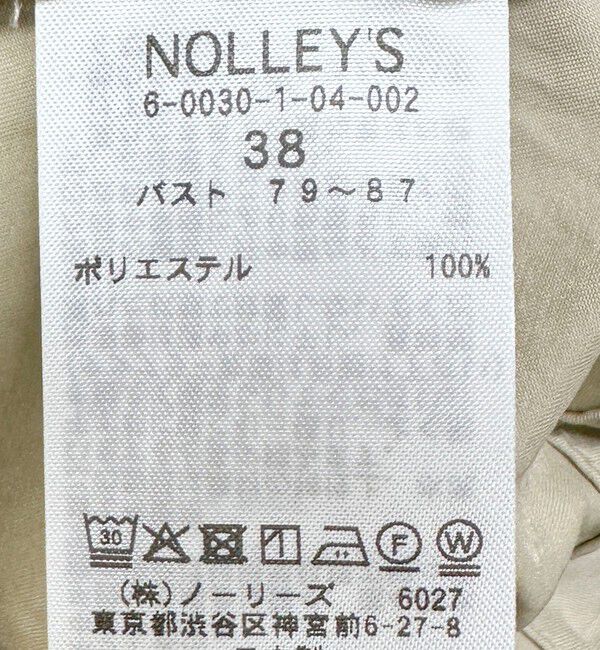 NOLLEY'S
6-0030-1-04-002
38
バスト 79〜87
ポリエステル 100%
30 F W
(株)ノーリーズ 6027
東京都渋谷区神宮前6-27-8